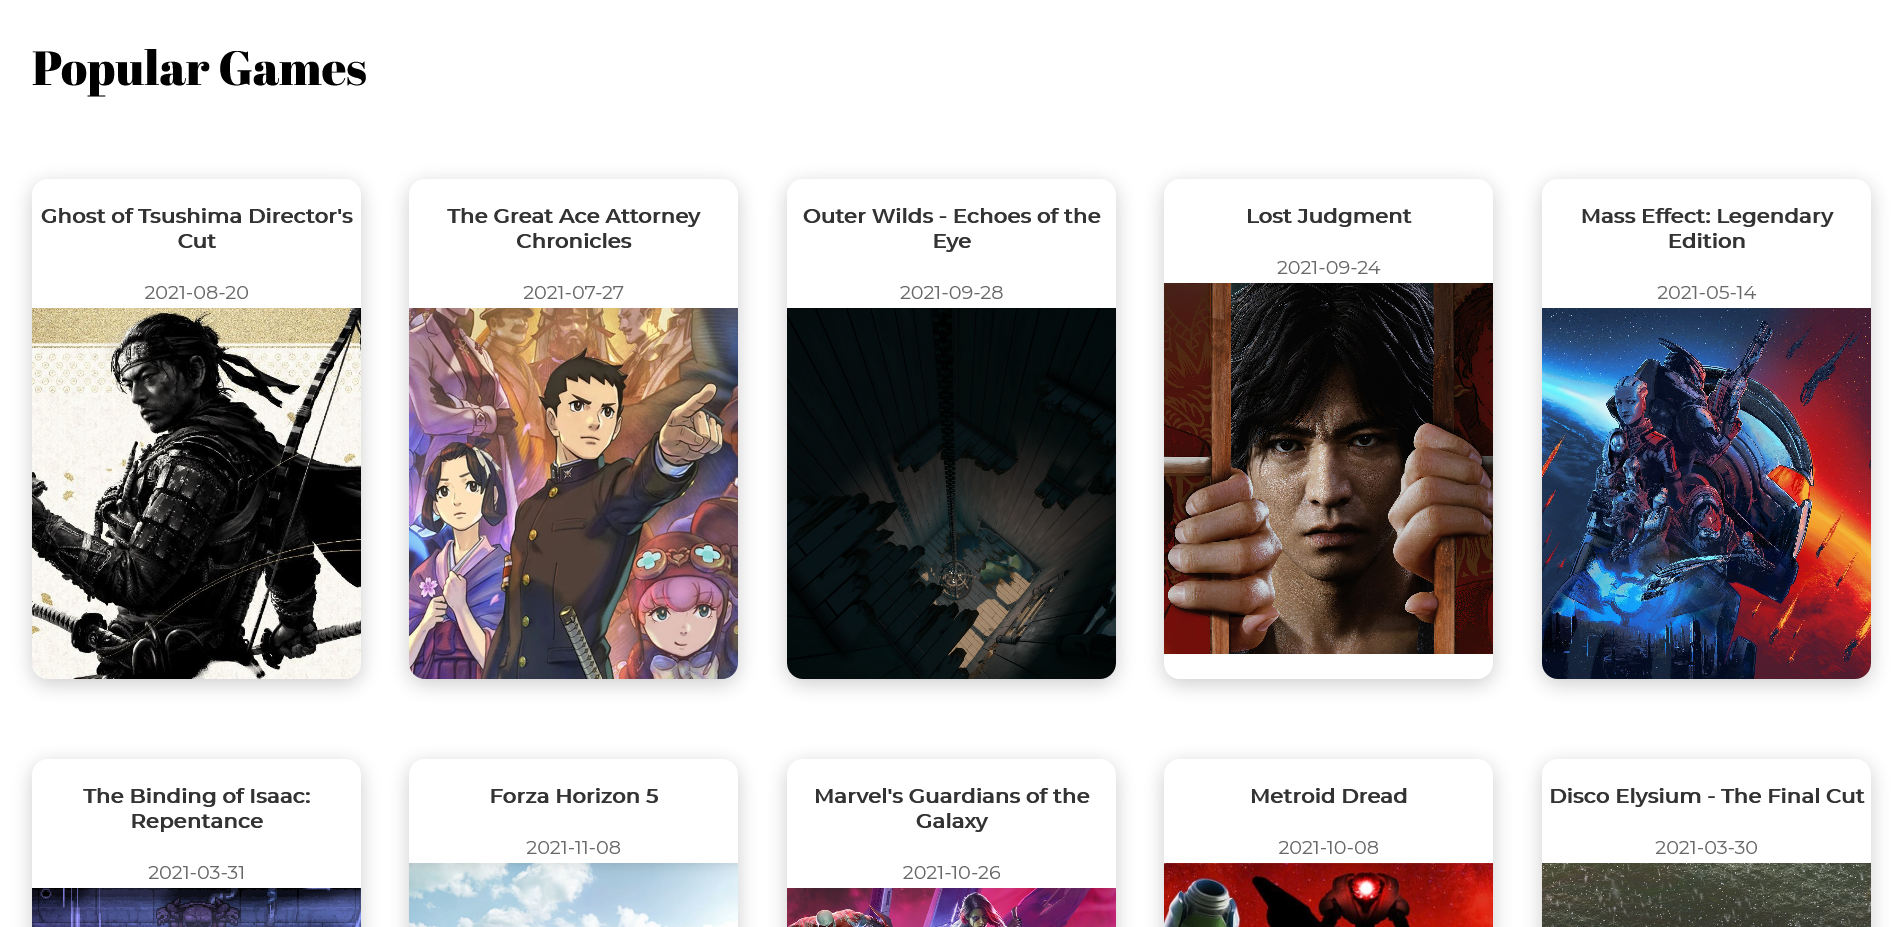 Popular Games
Ghost of Tsushima Director's
Cut
2021-08-20
The Great Ace Attorney
Chronicles
2021-07-27
Outer Wilds - Echoes of the
Eye
2021-09-28
Lost Judgment
2021-09-24
Mass Effect: Legendary
Edition
2021-05-14
The Binding of Isaac:
Repentance
2021-03-31
Forza Horizon 5
2021-11-08
Marvel's Guardians of the
Galaxy
2021-10-26
Metroid Dread
2021-10-08
Disco Elysium - The Final Cut
2021-03-30